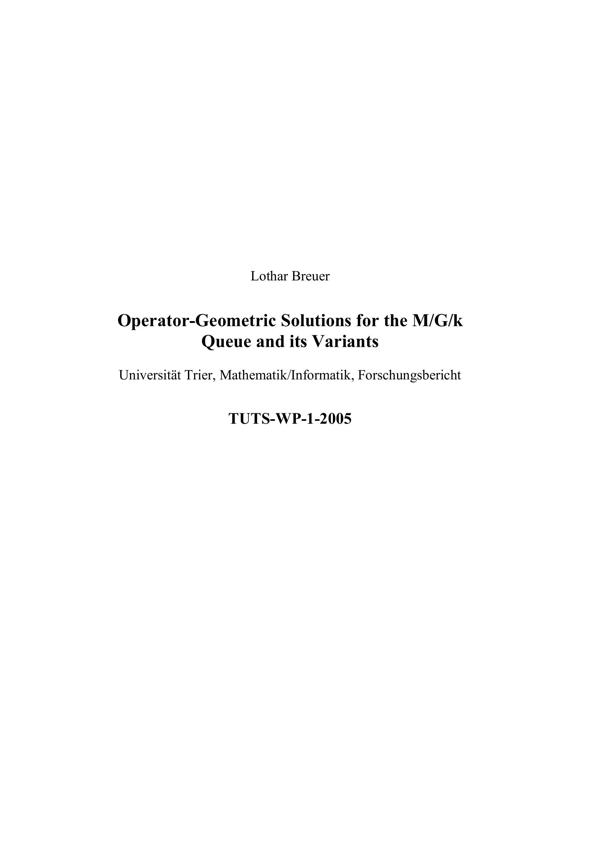 Lothar Breuer
Operator-Geometric Solutions for the M/G/k
Queue and its Variants
Universität Trier, Mathematik/Informatik, Forschungsbericht
TUTS-WP-1-2005